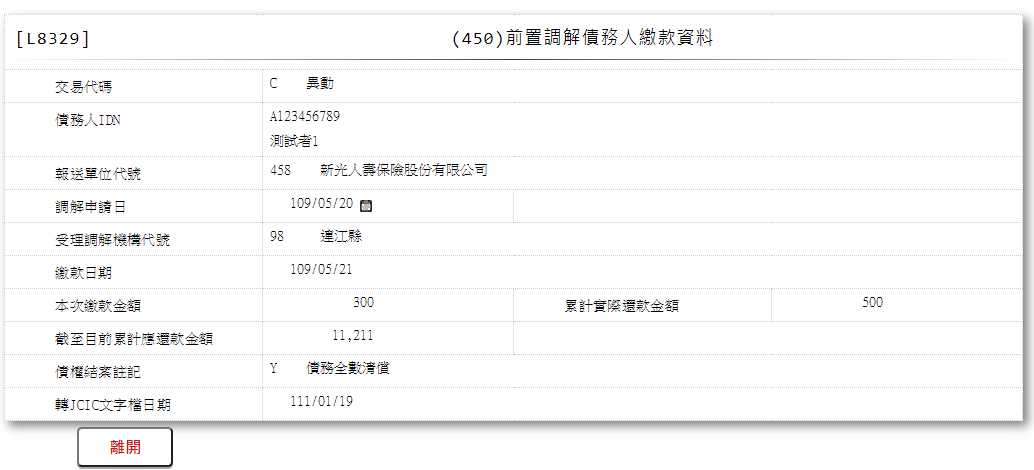 [L8329] (450)前置調解債務人繳款資料
交易代碼 C 異動
債務人IDN A123456789
測試者1
報送單位代號 458 新光人壽保險股份有限公司
調解申請日 109/05/20
受理調解機構代號 98 連江縣
繳款日期 109/05/21
本次繳款金額 300 累計實際還款金額 500
截至目前累計應還款金額 11,211
債權結案註記 Y 債務全數清償
轉JCIC文字檔日期 111/01/19
離開